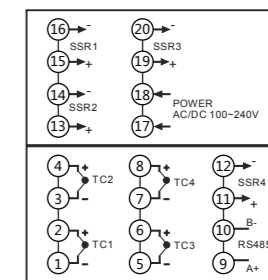 16 - 20 -
SSR1 SSR3
15 + 19 +
14 - 18
SSR2 POWER
AC/DC 100~240V
13 + 17
4 + 8 + 12 -
TC2 TC4 SSR4
3 - 7 - 11 +
2 + 6 + 10 B-
TC1 TC3 RS485
1 - 5 - 9 A+